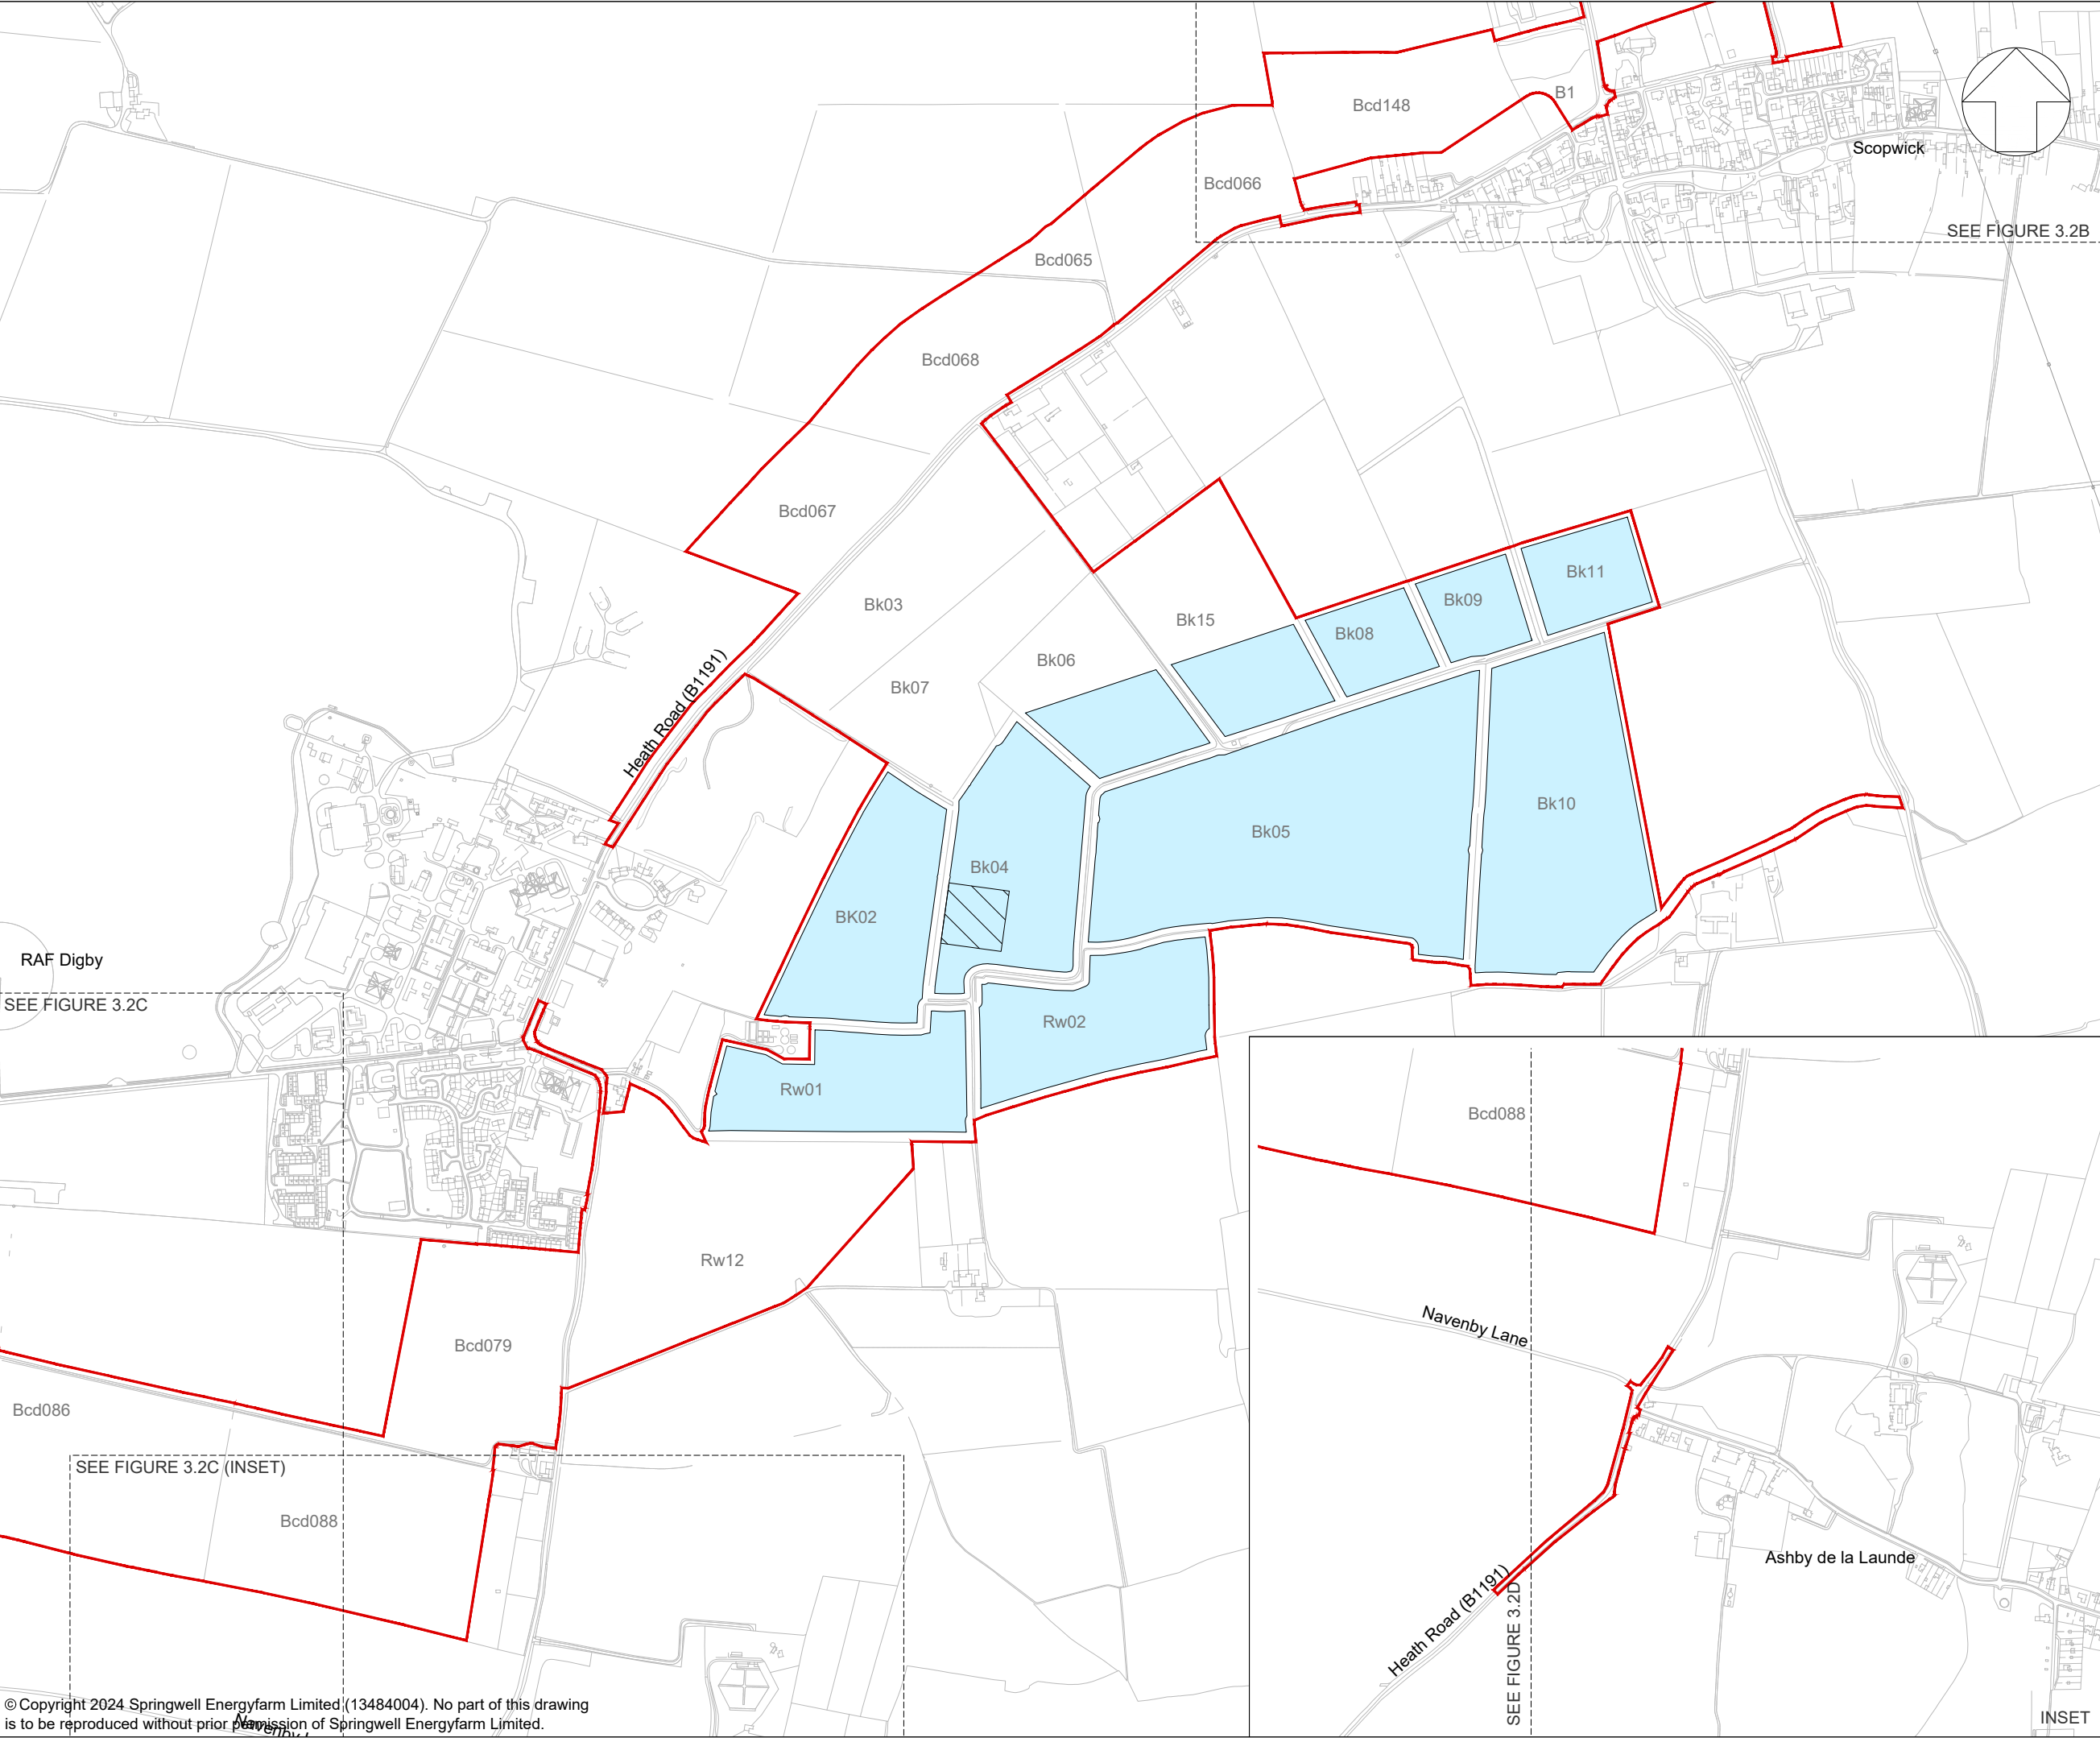 B1
Bcd148
Scopwick
Bcd066
SEE FIGURE 3.2B
Bcd065
Bcd068
Bcd067
Bk11
Bk09
Bk03
Bk15
Bk08
Bk06
Bk07
Heath Road (B1191)
Bk10
Bk05
Bk04
BK02
RAF Digby
SEE FIGURE 3.2C
Rw02
Rw01
Rw12
Bcd079
Bcd086
SEE FIGURE 3.2C (INSET)
Bcd088
Bcd088
Navenby Lane
Ashby de la Launde
Heath Road (B1191)
SEE FIGURE 3.2D
INSET
© Copyright 2024 Springwell Energyfarm Limited (13484004). No part of this drawing
is to be reproduced without prior permission of Springwell Energyfarm Limited.
Navenby L